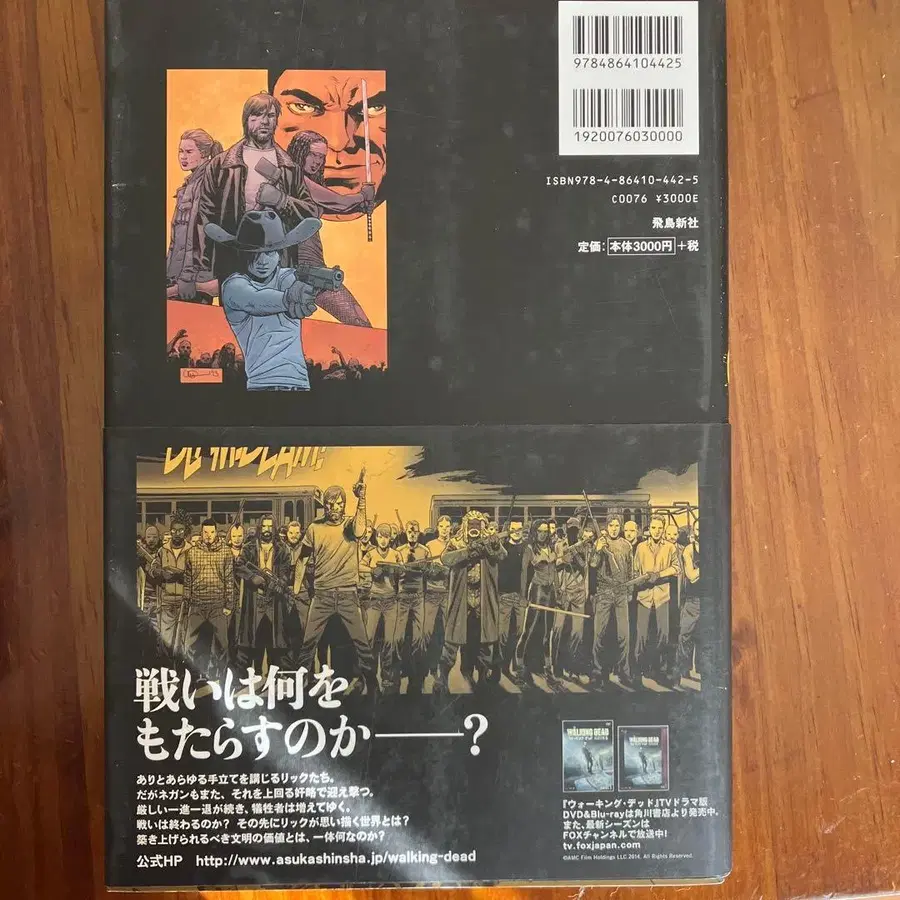 9784864104425
1920076030000
ISBN978-4-86410-442-5
C0076 ¥3000E
飛鳥新社
定価:本体3000円+税
戦いは何を
もたらすのか――?
ありとあらゆる手立てを講じるリックたち。
だがネガンもまた、それを上回る奸略で迎え撃つ。
厳しい一進一退が続き、犠牲者は増えてゆく。
戦いは終わるのか? その先にリックが思い描く世界とは?
築き上げられるべき文明の価値とは、一体何なのか?
公式HP http://www.asukashinsha.jp/walking-dead
WALKING DEAD
『ウォーキング・デッド』TVドラマ版
DVD&Blu-rayは角川書店より発売中。
また、最新シーズンは
FOXチャンネルで放送中!
tv.foxjapan.com
©AMC Film Holdings LLC.2014. All Rights Reserved.